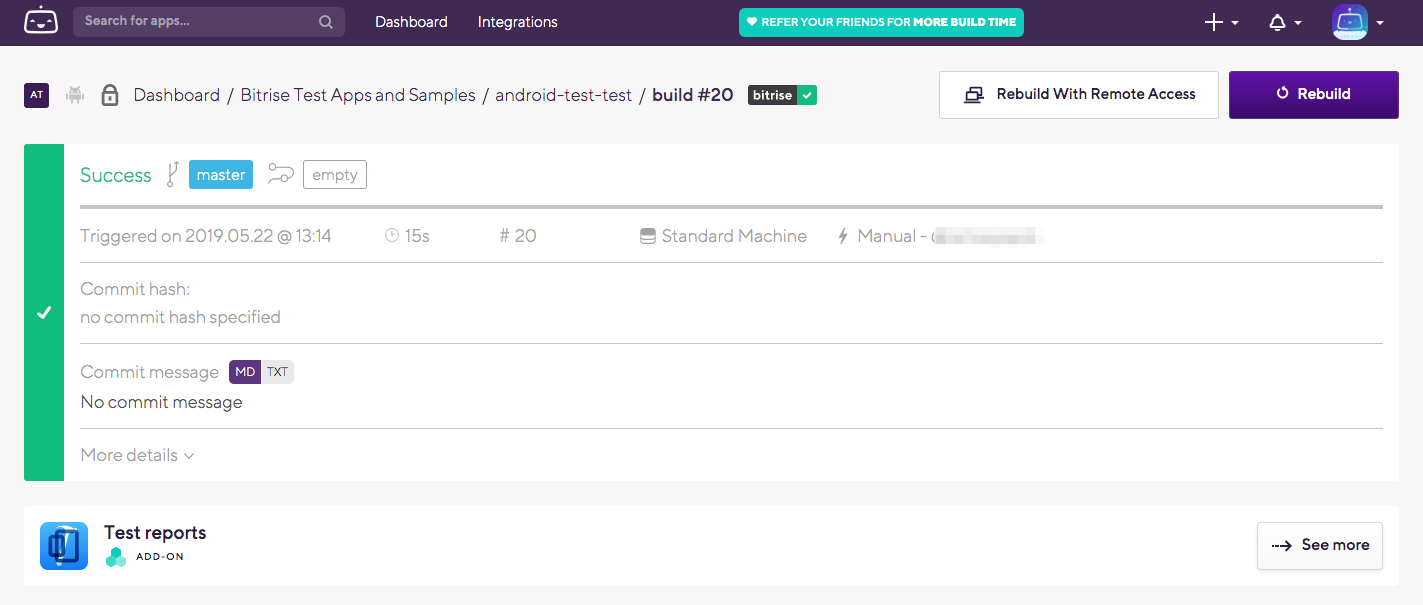 Search for apps...
Dashboard
Integrations
REFER YOUR FRIENDS FOR MORE BUILD TIME
AT
Dashboard / Bitrise Test Apps and Samples / android-test-test / build #20
bitrise
Rebuild With Remote Access
Rebuild
Success
master
empty
Triggered on 2019.05.22 @ 13:14
15s
# 20
Standard Machine
Manual -
Commit hash:
no commit hash specified
Commit message
MD
TXT
No commit message
More details
Test reports
ADD-ON
See more